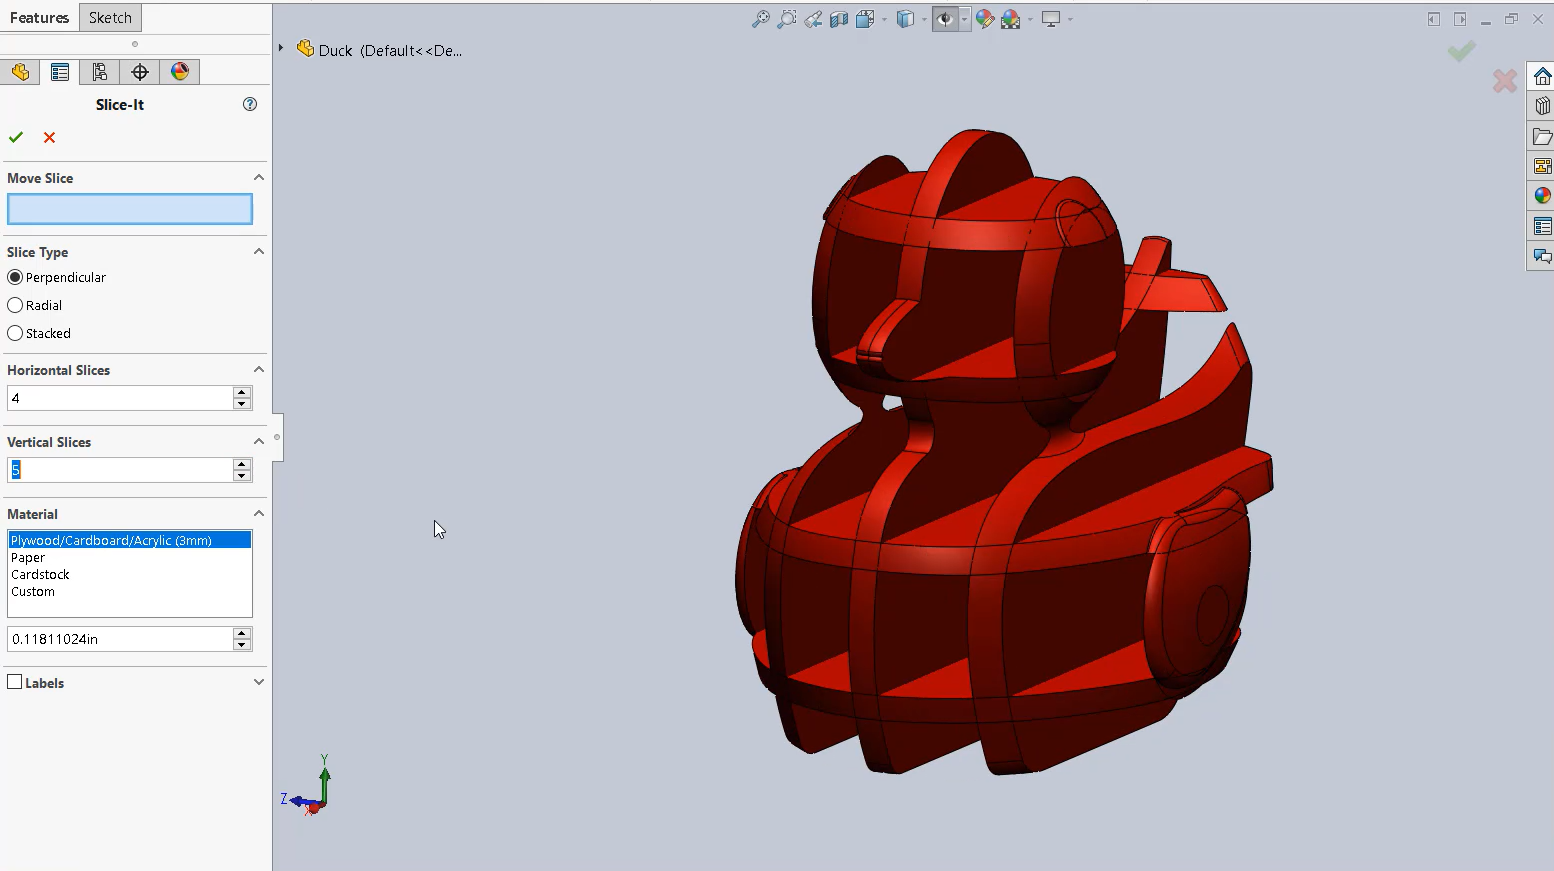 Features Sketch
Duck (Default<<De...
Slice-It
Move Slice
Slice Type
Perpendicular
Radial
Stacked
Horizontal Slices
4
Vertical Slices
5
Material
Plywood/Cardboard/Acrylic (3mm)
Paper
Cardstock
Custom
0.11811024in
Labels
Y
Z
X